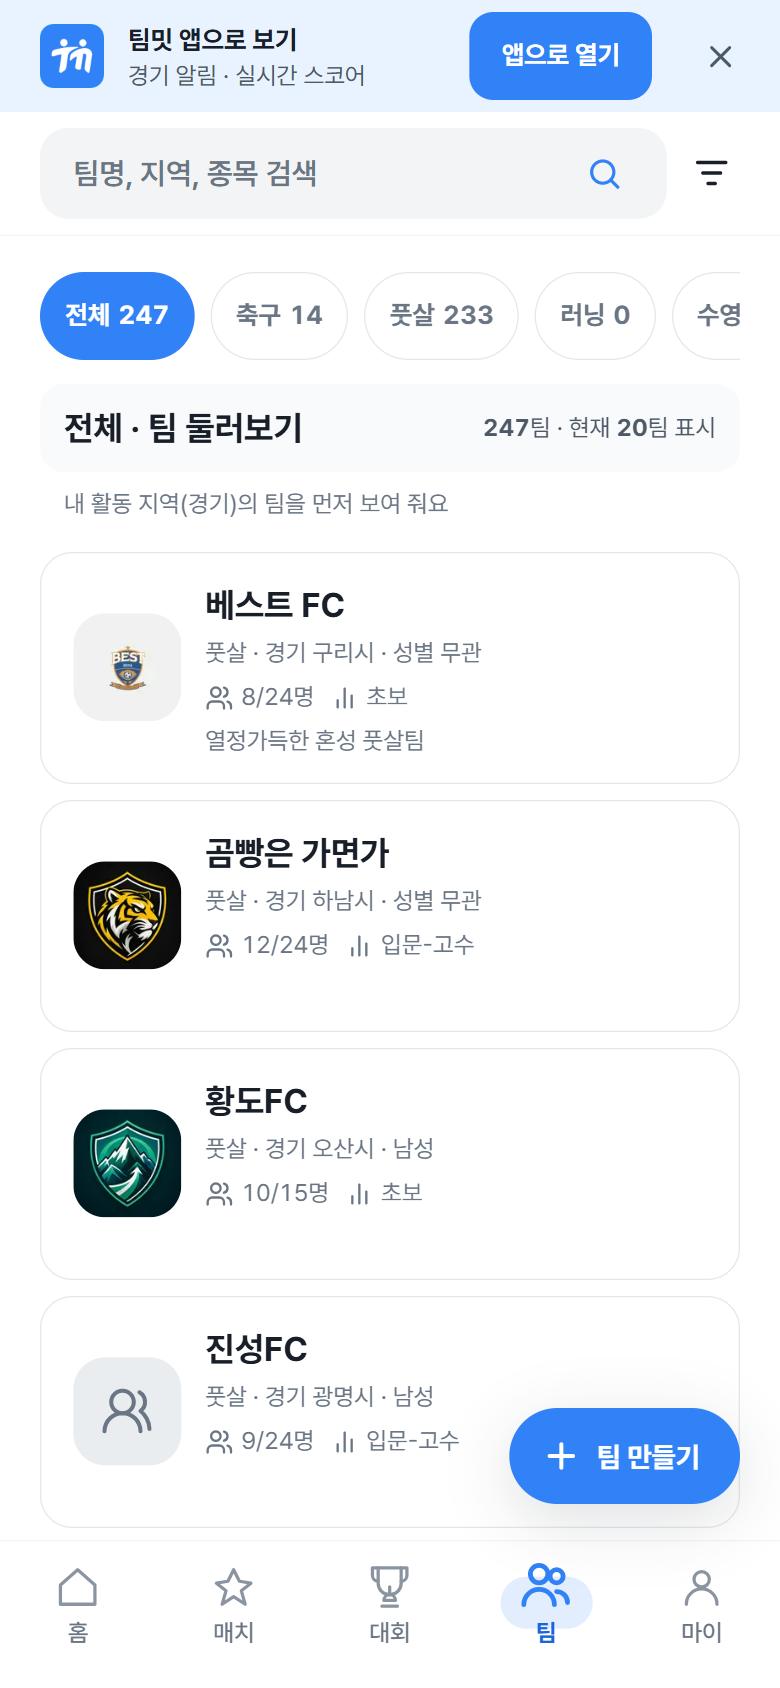 팀밋 앱으로 보기
경기 알림 · 실시간 스코어
앱으로 열기
팀명, 지역, 종목 검색
전체 247
축구 14
풋살 233
러닝 0
수영
전체 · 팀 둘러보기
247팀 · 현재 20팀 표시
내 활동 지역(경기)의 팀을 먼저 보여 줘요
베스트 FC
풋살 · 경기 구리시 · 성별 무관
8/24명 초보
열정가득한 혼성 풋살팀
BEST
곰빵은 가면가
풋살 · 경기 하남시 · 성별 무관
12/24명 입문-고수
황도FC
풋살 · 경기 오산시 · 남성
10/15명 초보
진성FC
풋살 · 경기 광명시 · 남성
9/24명 입문-고수
팀 만들기
홈
매치
대회
팀
마이